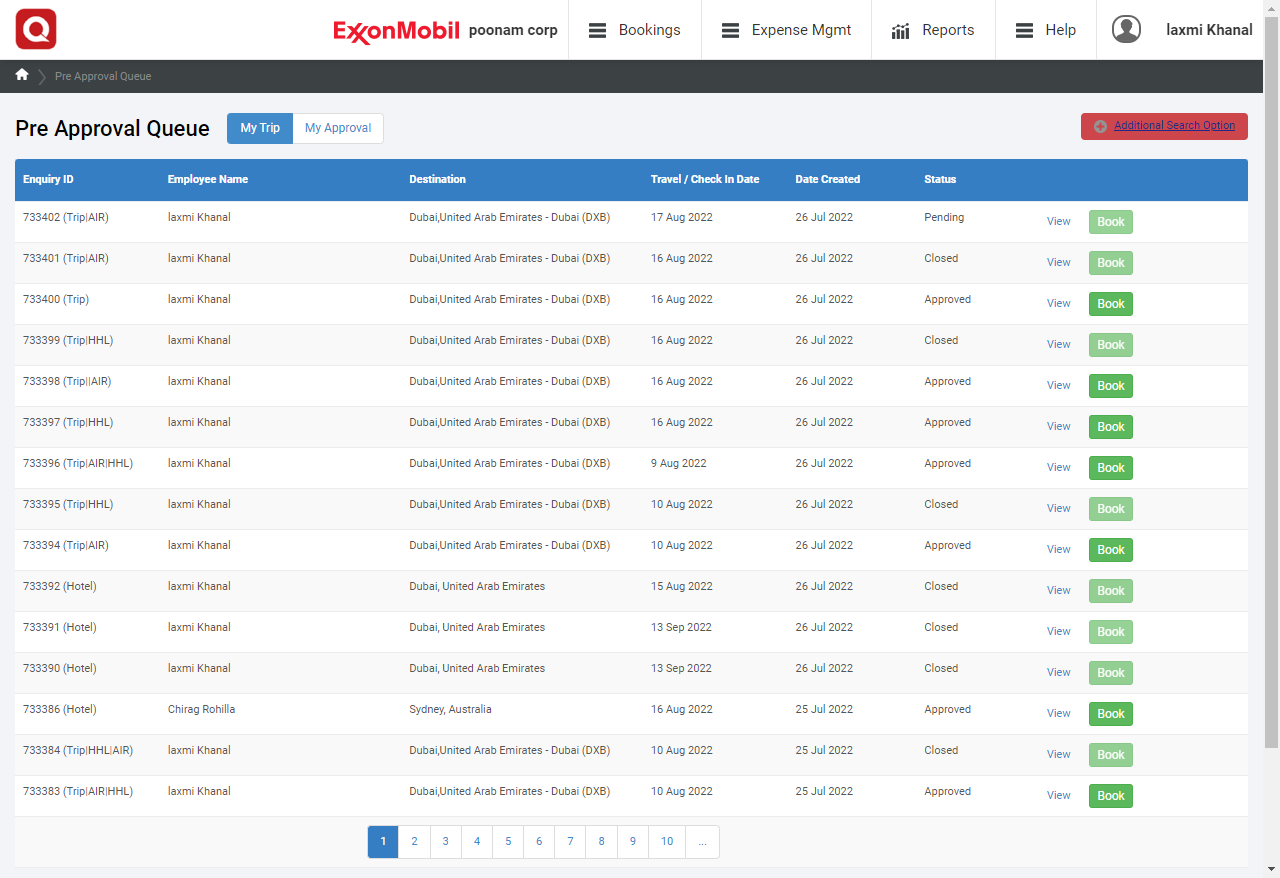 Q ExxonMobil poonam corp Bookings Expense Mgmt Reports Help laxmi Khanal
Pre Approval Queue
Pre Approval Queue My Trip My Approval Additional Search Option
Enquiry ID Employee Name Destination Travel / Check In Date Date Created Status
733402 (Trip|AIR) laxmi Khanal Dubai,United Arab Emirates - Dubai (DXB) 17 Aug 2022 26 Jul 2022 Pending View Book
733401 (Trip|AIR) laxmi Khanal Dubai,United Arab Emirates - Dubai (DXB) 16 Aug 2022 26 Jul 2022 Closed View Book
733400 (Trip) laxmi Khanal Dubai,United Arab Emirates - Dubai (DXB) 16 Aug 2022 26 Jul 2022 Approved View Book
733399 (Trip|HHL) laxmi Khanal Dubai,United Arab Emirates - Dubai (DXB) 16 Aug 2022 26 Jul 2022 Closed View Book
733398 (Trip||AIR) laxmi Khanal Dubai,United Arab Emirates - Dubai (DXB) 16 Aug 2022 26 Jul 2022 Approved View Book
733397 (Trip|HHL) laxmi Khanal Dubai,United Arab Emirates - Dubai (DXB) 16 Aug 2022 26 Jul 2022 Approved View Book
733396 (Trip|AIR|HHL) laxmi Khanal Dubai,United Arab Emirates - Dubai (DXB) 9 Aug 2022 26 Jul 2022 Approved View Book
733395 (Trip|HHL) laxmi Khanal Dubai,United Arab Emirates - Dubai (DXB) 10 Aug 2022 26 Jul 2022 Closed View Book
733394 (Trip|AIR) laxmi Khanal Dubai,United Arab Emirates - Dubai (DXB) 10 Aug 2022 26 Jul 2022 Approved View Book
733392 (Hotel) laxmi Khanal Dubai, United Arab Emirates 15 Aug 2022 26 Jul 2022 Closed View Book
733391 (Hotel) laxmi Khanal Dubai, United Arab Emirates 13 Sep 2022 26 Jul 2022 Closed View Book
733390 (Hotel) laxmi Khanal Dubai, United Arab Emirates 13 Sep 2022 26 Jul 2022 Closed View Book
733386 (Hotel) Chirag Rohilla Sydney, Australia 16 Aug 2022 25 Jul 2022 Approved View Book
733384 (Trip|HHL|AIR) laxmi Khanal Dubai,United Arab Emirates - Dubai (DXB) 10 Aug 2022 25 Jul 2022 Closed View Book
733383 (Trip|AIR|HHL) laxmi Khanal Dubai,United Arab Emirates - Dubai (DXB) 10 Aug 2022 25 Jul 2022 Approved View Book
1 2 3 4 5 6 7 8 9 10 ...